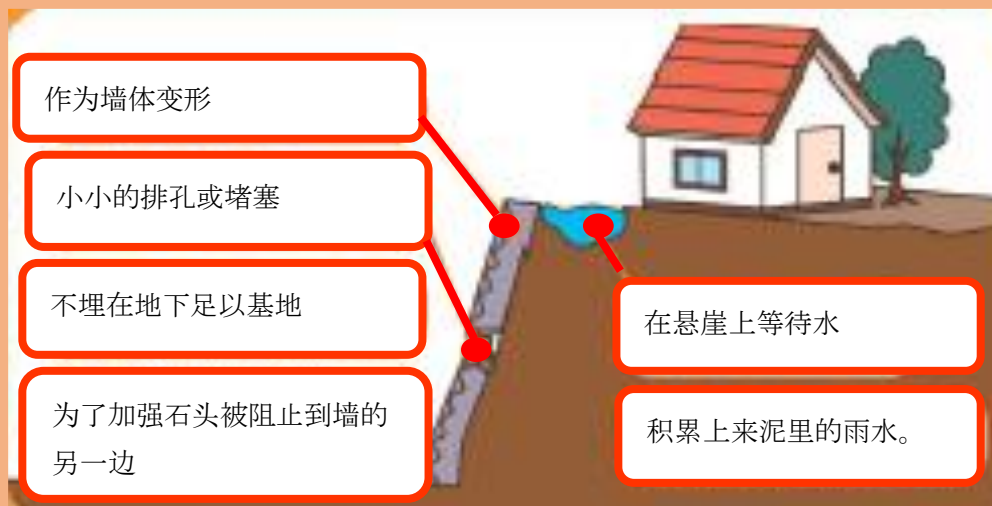 作为墙体变形
小小的排孔或堵塞
不埋在地下足以基地
为了加强石头被阻止到墙的
另一边
在悬崖上等待水
积累上来泥里的雨水。